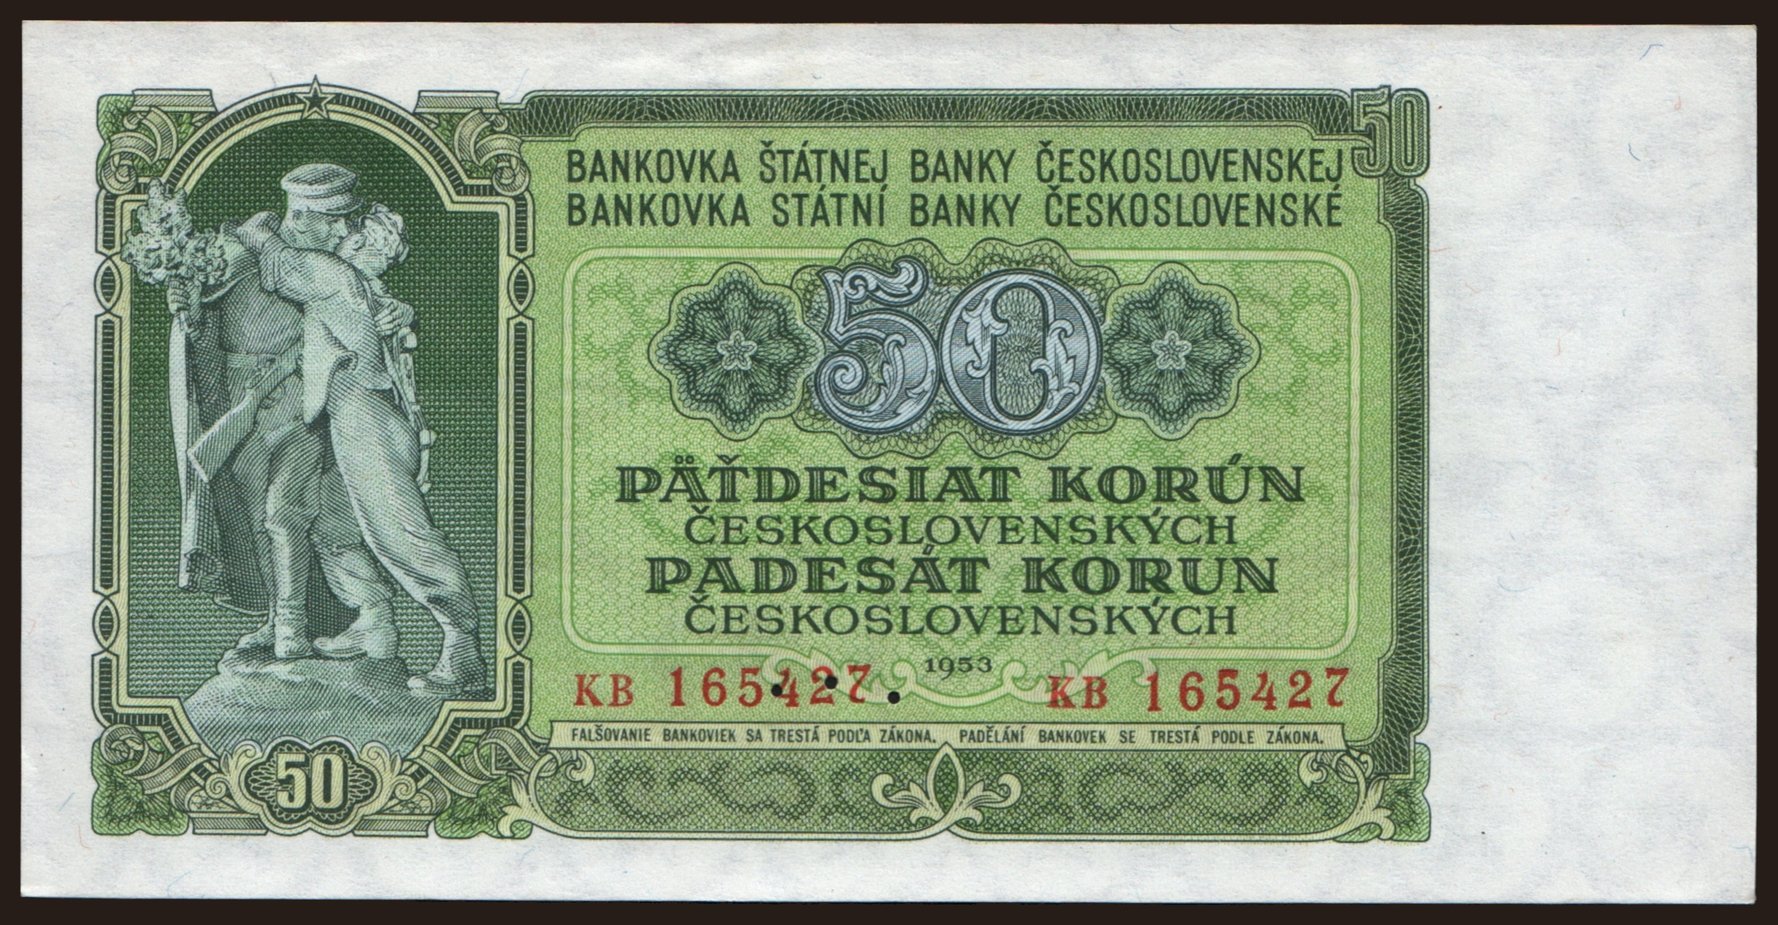 50
BANKOVKA ŠTÁTNEJ BANKY ČESKOSLOVENSKEJ
BANKOVKA STÁTNÍ BANKY ČESKOSLOVENSKÉ
50
PÄŤDESIAT KORÚN
ČESKOSLOVENSKÝCH
PADESÁT KORUN
ČESKOSLOVENSKÝCH
1953
KB 165427 KB 165427
FALŠOVANIE BANKOVIEK SA TRESTÁ PODĽA ZÁKONA. PADĚLÁNÍ BANKOVEK SE TRESTÁ PODLE ZÁKONA.
50